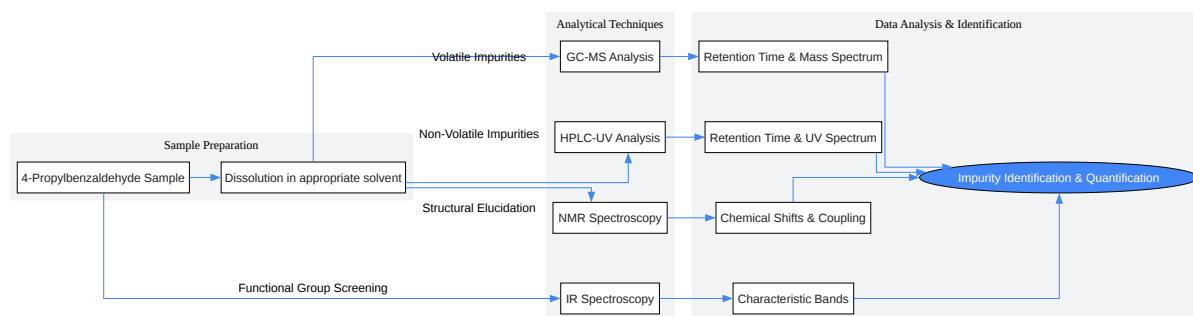 Analytical Techniques
Data Analysis & Identification
Volatile Impurities
GC-MS Analysis
Retention Time & Mass Spectrum
Non-Volatile Impurities
HPLC-UV Analysis
Retention Time & UV Spectrum
Sample Preparation
4-Propylbenzaldehyde Sample
Dissolution in appropriate solvent
Impurity Identification & Quantification
Structural Elucidation
NMR Spectroscopy
Chemical Shifts & Coupling
Functional Group Screening
IR Spectroscopy
Characteristic Bands